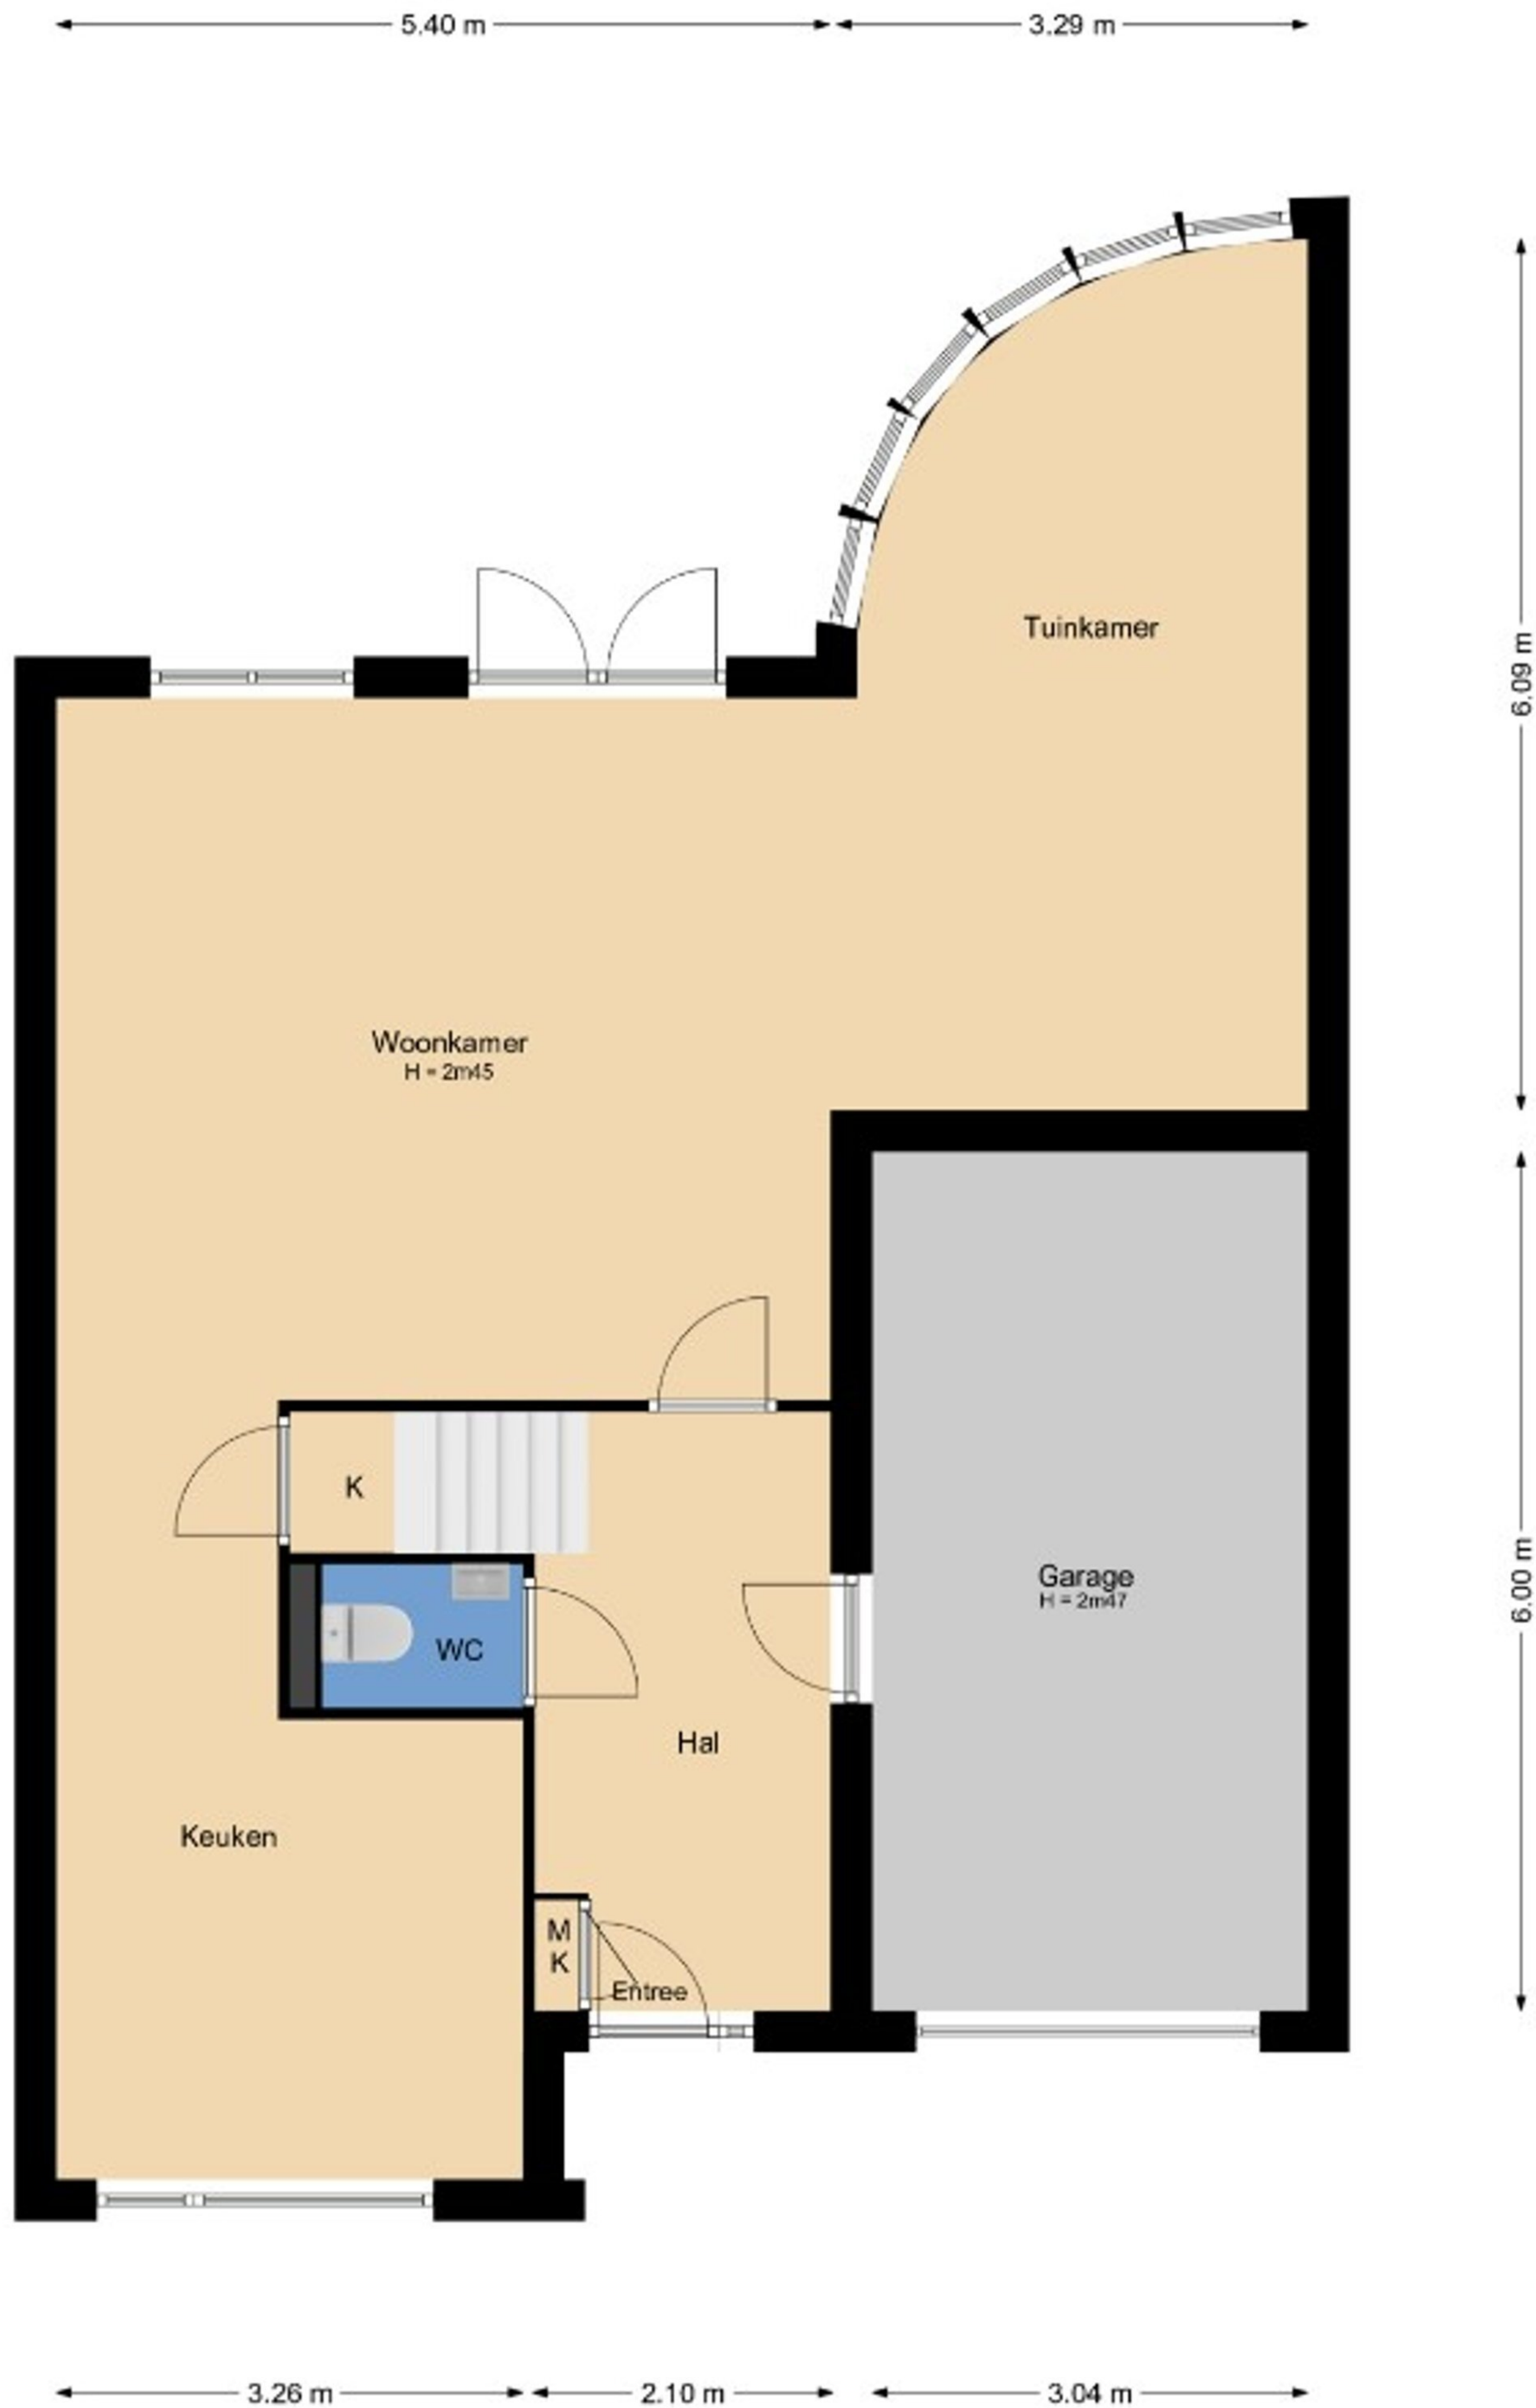 5.40 m
3.29 m
Tuinkamer
6.09 m
Woonkamer
H = 2m45
K
Garage
H = 2m47
6.00 m
WC
Hal
Keuken
M
K
Entree
3.26 m
2.10 m
3.04 m